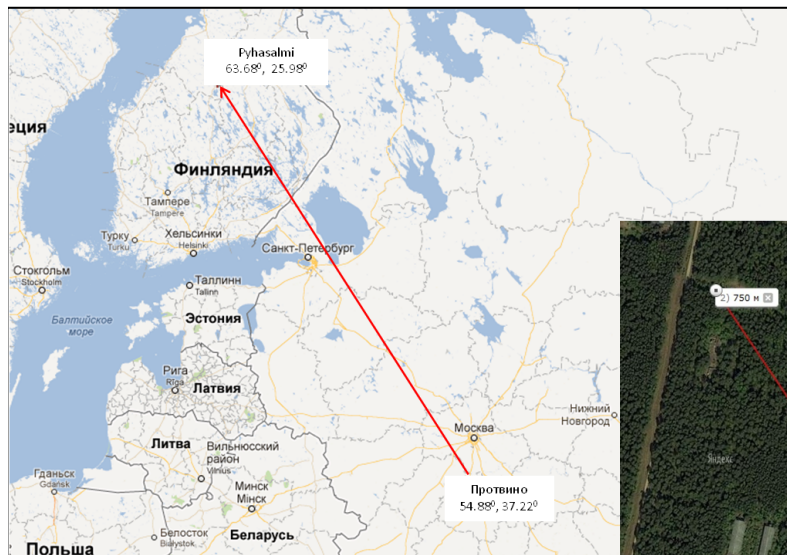 Pyhasalmi
63.68⁰, 25.98⁰
еция
Финляндия
Тампере
Tampere
Турку
Turku
Хельсинки
Helsinki
Санкт-Петербург
Стокгольм
Stockholm
Таллинн
Tallinn
2) 750 м
Балтийское
море
Эстония
Рига
Rīga
Латвия
Нижний
Новгород
Москва
Литва
Вильнюсский
район
Vilnius
Яндекс
Гданьск
Gdańsk
Минск
Мінск
Протвино
54.88⁰, 37.22⁰
Белосток
Białystok
Беларусь
Польша